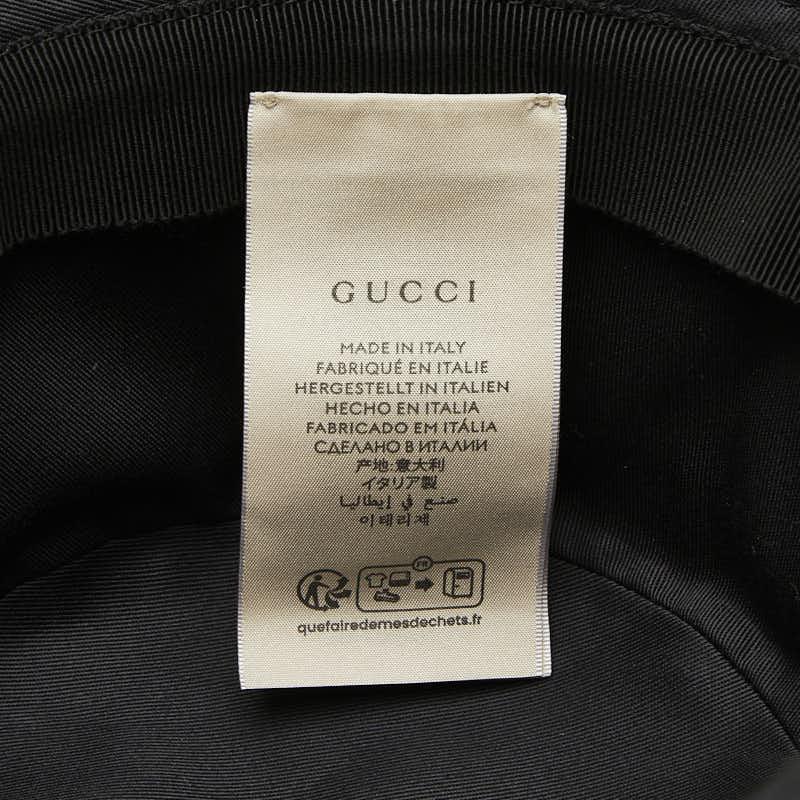 GUCCI
MADE IN ITALY
FABRIQUÉ EN ITALIE
HERGESTELLT IN ITALIEN
HECHO EN ITALIA
FABRICADO EM ITÁLIA
СДЕЛАНО В ИТАЛИИ
产地:意大利
イタリア製
صنع في إيطاليا
이태리제
FR
quefairedemesdechets.fr